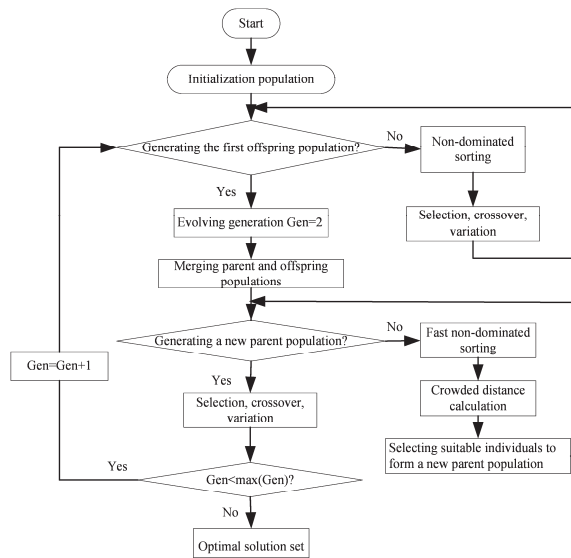 Start
Initialization population
Generating the first offspring population?
No
Non-dominated
sorting
Yes
Selection, crossover,
variation
Evolving generation Gen=2
Merging parent and offspring
populations
Generating a new parent population?
No
Fast non-dominated
sorting
Gen=Gen+1
Yes
Crowded distance
calculation
Selection, crossover,
variation
Selecting suitable individuals to
form a new parent population
Yes
Gen<max(Gen)?
No
Optimal solution set